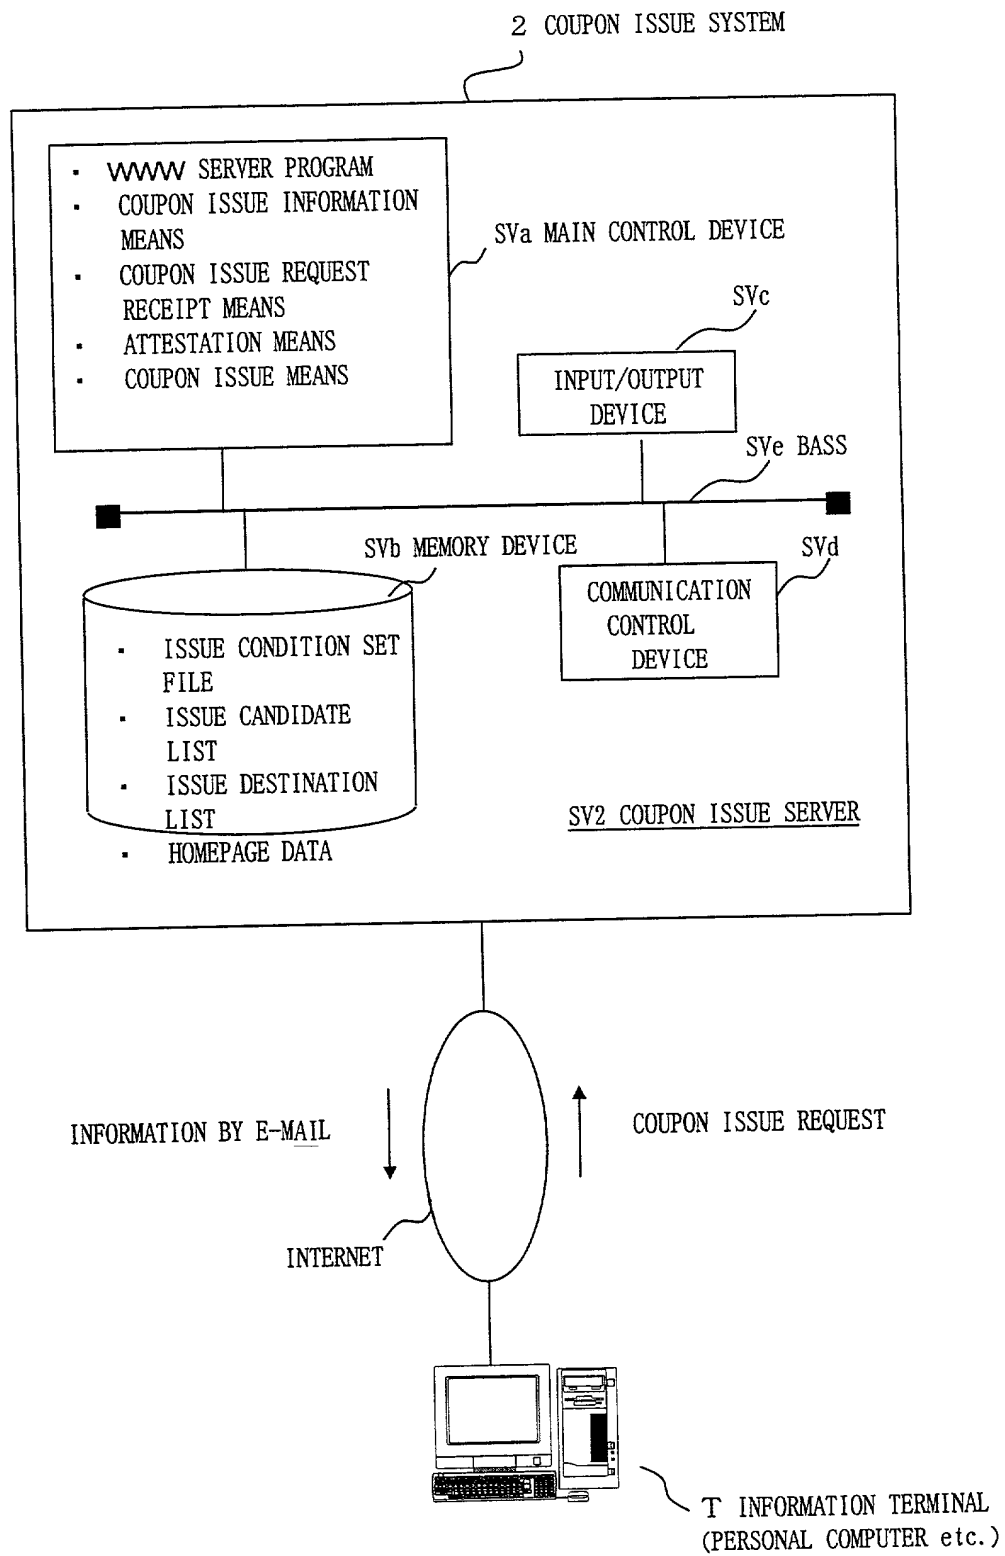 2 COUPON ISSUE SYSTEM
· WWW SERVER PROGRAM
· COUPON ISSUE INFORMATION
MEANS
· COUPON ISSUE REQUEST
RECEIPT MEANS
· ATTESTATION MEANS
· COUPON ISSUE MEANS
SVa MAIN CONTROL DEVICE
SVc
INPUT/OUTPUT
DEVICE
SVe BASS
SVb MEMORY DEVICE
SVd
COMMUNICATION
CONTROL
DEVICE
· ISSUE CONDITION SET
FILE
· ISSUE CANDIDATE
LIST
· ISSUE DESTINATION
LIST
· HOMEPAGE DATA
SV2 COUPON ISSUE SERVER
INFORMATION BY E-MAIL
COUPON ISSUE REQUEST
INTERNET
T INFORMATION TERMINAL
(PERSONAL COMPUTER etc.)